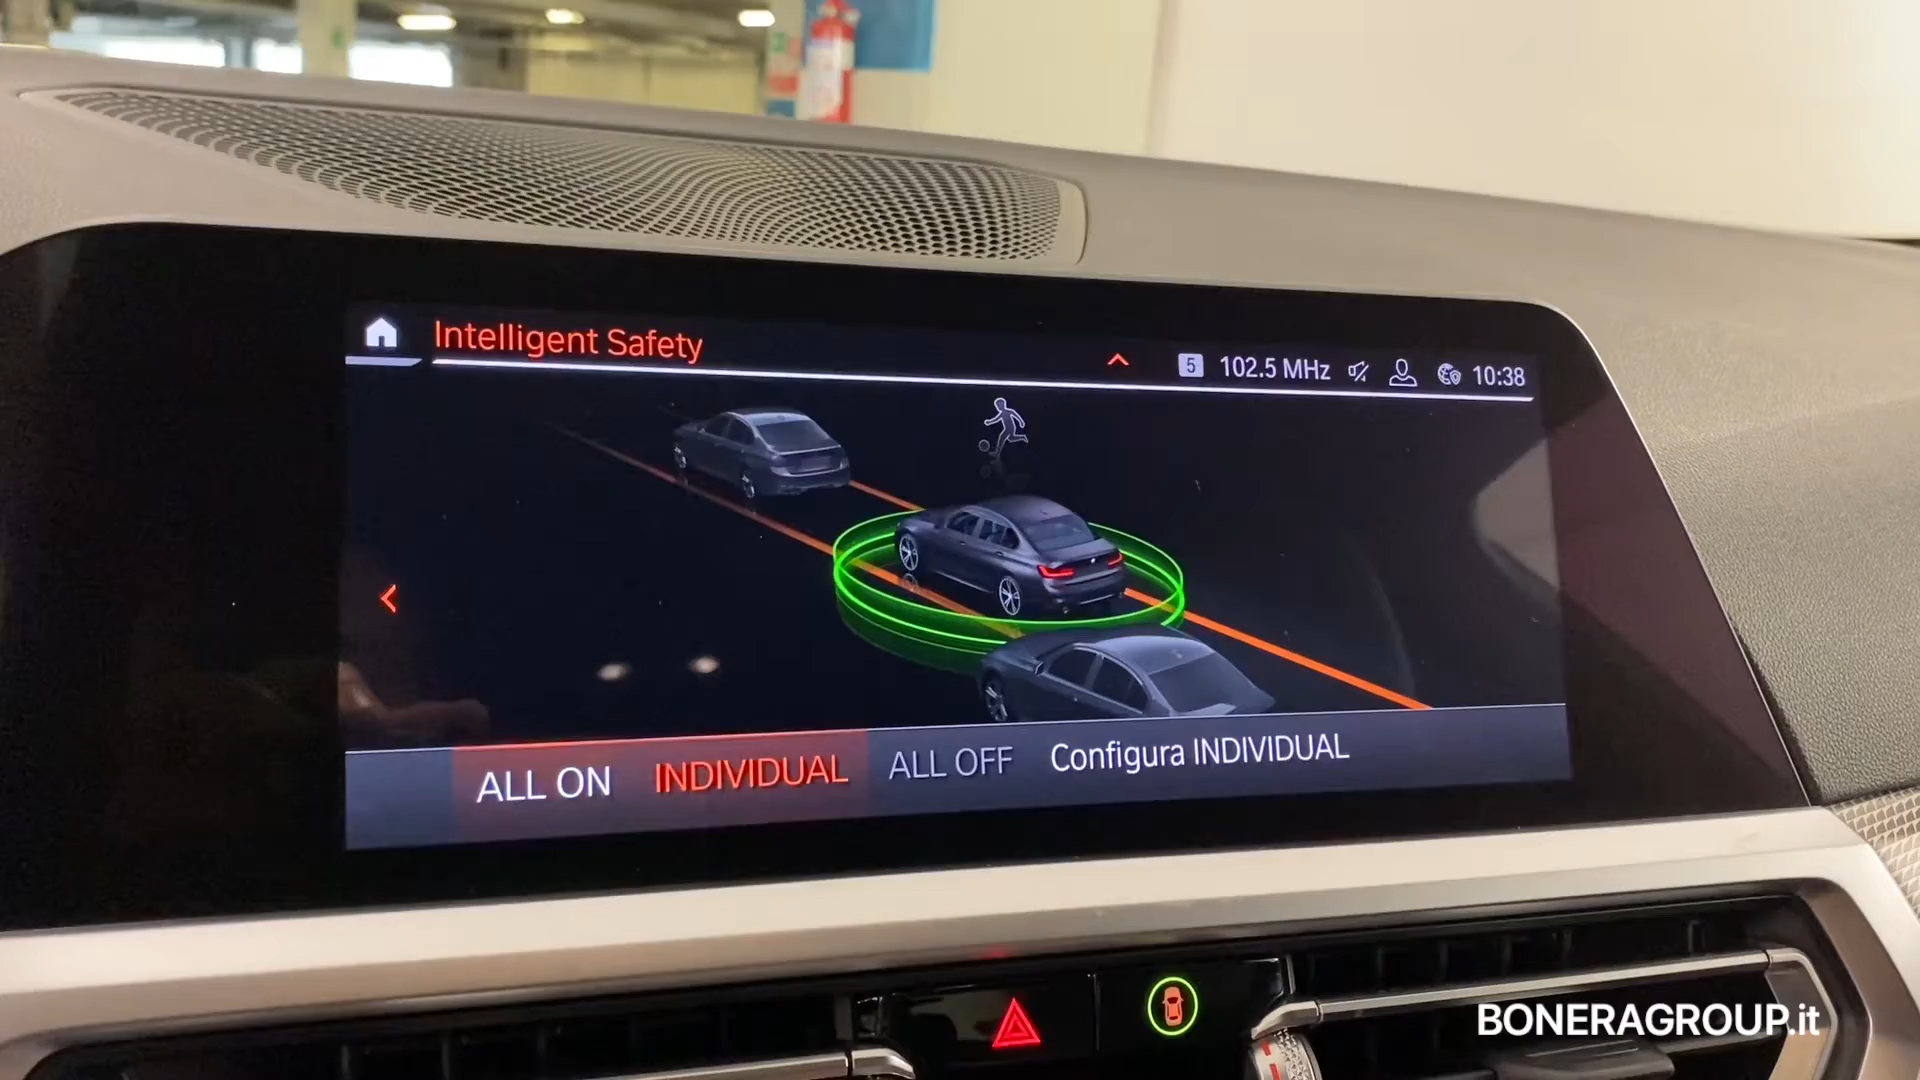 Intelligent Safety
5 102.5 MHz 10:38
ALL ON INDIVIDUAL ALL OFF Configura INDIVIDUAL
BONERAGROUP.it